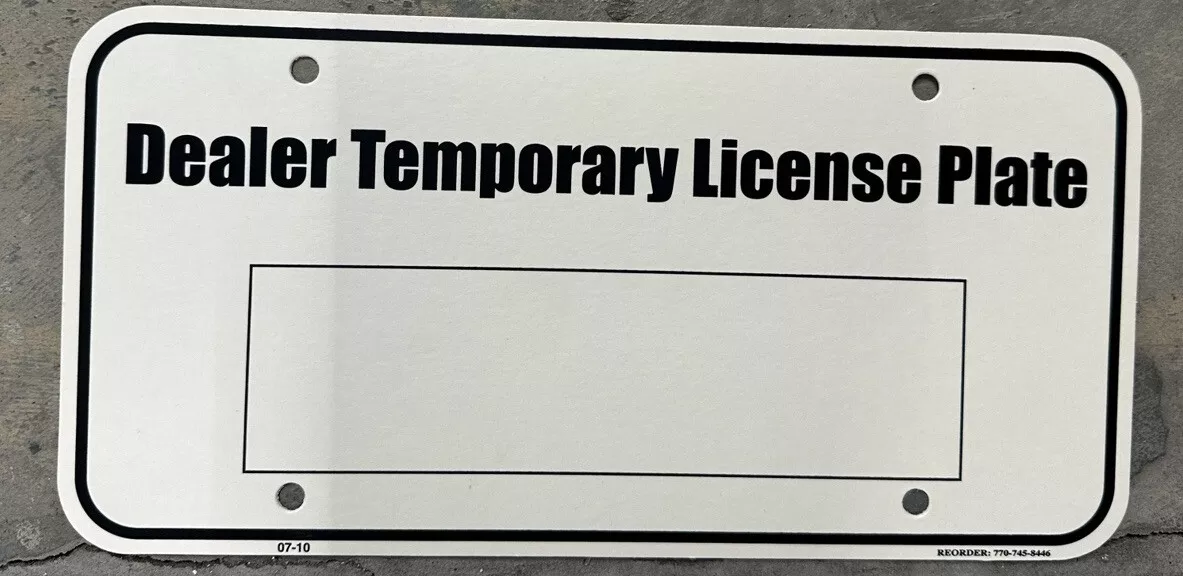 Dealer Temporary License Plate
07-10
REORDER: 770-745-8446